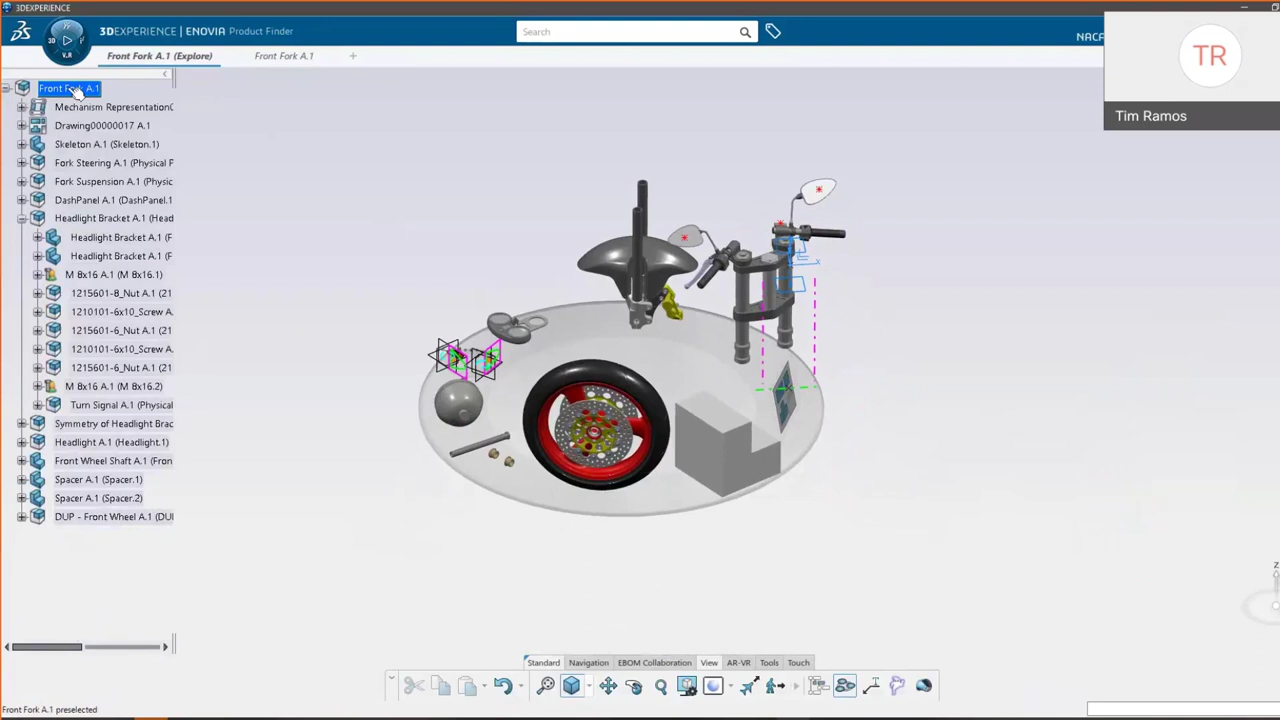 3DEXPERIENCE
3DEXPERIENCE | ENOVIA Product Finder
Search
NACA
3D
V.R
Front Fork A.1 (Explore)
Front Fork A.1
TR
Tim Ramos
Front Fork A.1
Mechanism Representation0
Drawing00000017 A.1
Skeleton A.1 (Skeleton.1)
Fork Steering A.1 (Physical P
Fork Suspension A.1 (Physic
DashPanel A.1 (DashPanel.1
Headlight Bracket A.1 (Head
Headlight Bracket A.1 (F
Headlight Bracket A.1 (F
M 8x16 A.1 (M 8x16.1)
1215601-8_Nut A.1 (21
1210101-6x10_Screw A
1215601-6_Nut A.1 (21
1210101-6x10_Screw A.
1215601-6_Nut A.1 (21
M 8x16 A.1 (M 8x16.2)
Turn Signal A.1 (Physical
Symmetry of Headlight Brac
Headlight A.1 (Headlight.1)
Front Wheel Shaft A.1 (Fron
Spacer A.1 (Spacer.1)
Spacer A.1 (Spacer.2)
DUP - Front Wheel A.1 (DUI
Z
Standard Navigation EBOM Collaboration View AR-VR Tools Touch
Front Fork A.1 preselected